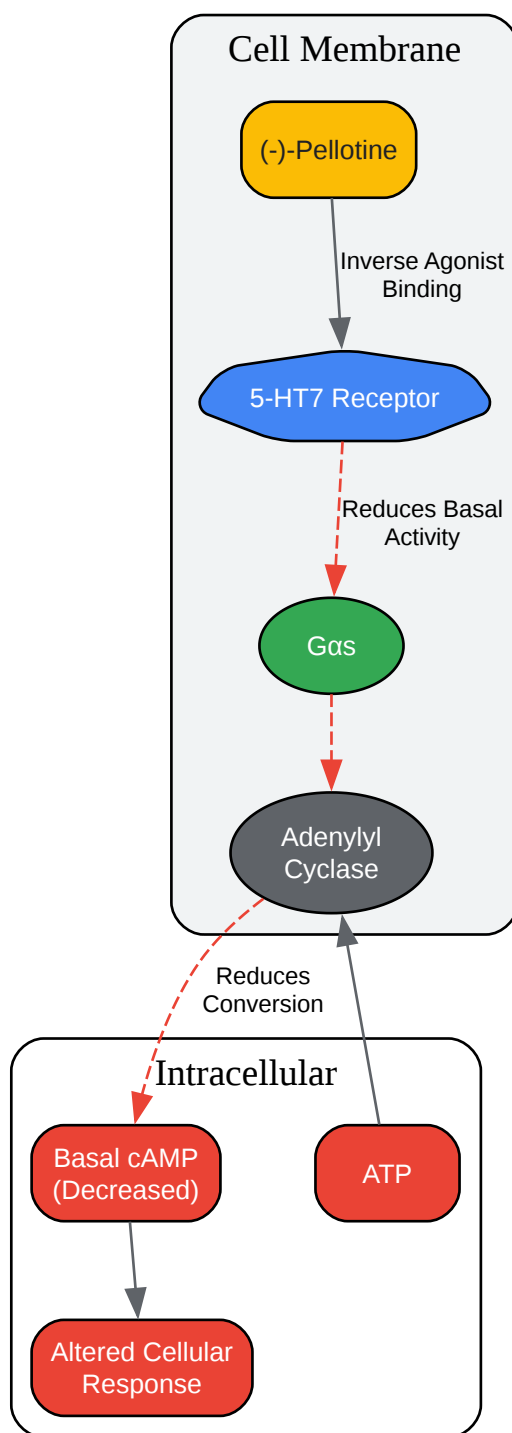 Cell Membrane
(-)-Pellotine
Inverse Agonist
Binding
5-HT7 Receptor
Reduces Basal
Activity
Gαs
Adenylyl
Cyclase
Reduces
Conversion
Intracellular
Basal cAMP
(Decreased)
ATP
Altered Cellular
Response